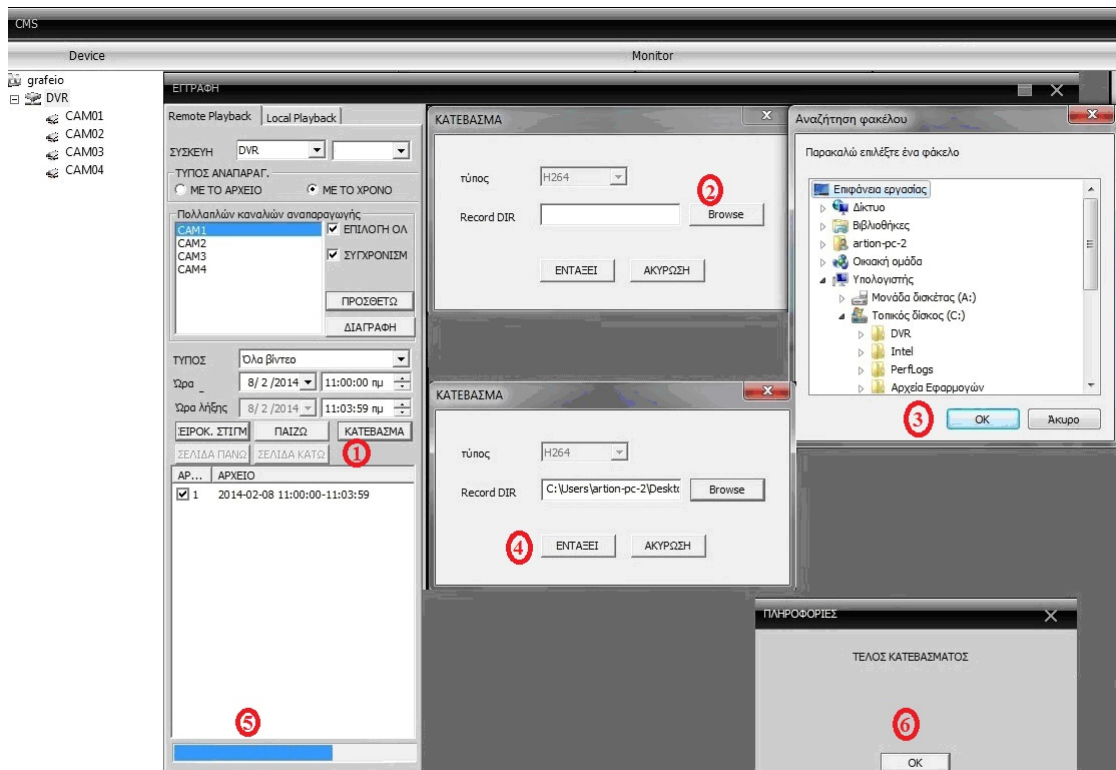 CMS
Device
Monitor
grafeio
DVR
CAM01
CAM02
CAM03
CAM04
ΕΓΓΡΑΦΗ
Remote Playback
Local Playback
ΣΥΣΚΕΥΗ
DVR
ΤΥΠΟΣ ΑΝΑΠΑΡΑΓ.
ΜΕ ΤΟ ΑΡΧΕΙΟ
ΜΕ ΤΟ ΧΡΟΝΟ
Πολλαπλών καναλιών αναπαραγωγής
CAM1
CAM2
CAM3
CAM4
ΕΠΙΛΟΓΗ ΟΛ
ΣΥΓΧΡΟΝΙΣΜ
ΠΡΟΣΘΕΤΩ
ΔΙΑΓΡΑΦΗ
ΤΥΠΟΣ
Όλα βίντεο
Ώρα
8/ 2 /2014
11:00:00 πμ
Ώρα λήξης
8/ 2 /2014
11:03:59 πμ
ΞΕΙΡΟΚ. ΣΤΙΓΜ
ΠΑΙΖΩ
ΚΑΤΕΒΑΣΜΑ
ΣΕΛΙΔΑ ΠΑΝΩ
ΣΕΛΙΔΑ ΚΑΤΩ
1
ΑΡ...
ΑΡΧΕΙΟ
1
2014-02-08 11:00:00-11:03:59
5
ΚΑΤΕΒΑΣΜΑ
τύπος
H264
2
Record DIR
Browse
ΕΝΤΑΞΕΙ
ΑΚΥΡΩΣΗ
Αναζήτηση φακέλου
Παρακαλώ επιλέξτε ένα φάκελο
Επιφάνεια εργασίας
Δίκτυο
Βιβλιοθήκες
artion-pc-2
Οικιακή ομάδα
Υπολογιστής
Μονάδα δισκέτας (A:)
Τοπικός δίσκος (C:)
DVR
Intel
PerfLogs
Αρχεία Εφαρμογών
3
OK
Άκυρο
ΚΑΤΕΒΑΣΜΑ
τύπος
H264
Record DIR
C:\Users\artion-pc-2\Deskto
Browse
4
ΕΝΤΑΞΕΙ
ΑΚΥΡΩΣΗ
ΠΛΗΡΟΦΟΡΙΕΣ
ΤΕΛΟΣ ΚΑΤΕΒΑΣΜΑΤΟΣ
6
OK